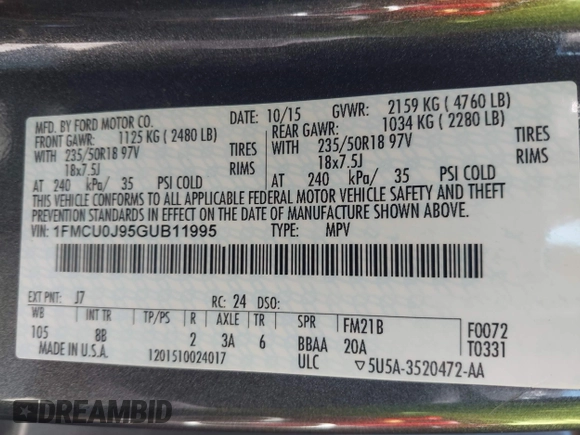 MFD. BY FORD MOTOR CO. 10/15 GVWR: 2159 KG ( 4760 LB)
FRONT GAWR: 1125 KG ( 2480 LB) REAR GAWR: 1034 KG ( 2280 LB)
WITH 235/50R18 97V TIRES WITH 235/50R18 97V TIRES
18x7.5J RIMS 18x7.5J RIMS
AT 240 kPa/ 35 PSI COLD AT 240 kPa/ 35 PSI COLD
THIS VEHICLE CONFORMS TO ALL APPLICABLE FEDERAL MOTOR VEHICLE SAFETY AND THEFT
PREVENTION STANDARDS IN EFFECT ON THE DATE OF MANUFACTURE SHOWN ABOVE.
VIN: 1FMCU0J95GUB11995 TYPE: MPV
EXT PNT: J7 RC: 24 DSO:
WB INT TR TP/PS R AXLE TR SPR FM21B F0072
105 8B 2 3A 6 BBAA 20A T0331
MADE IN U.S.A. 1201510024017 ULC ▽5U5A-3520472-AA
DREAMBID